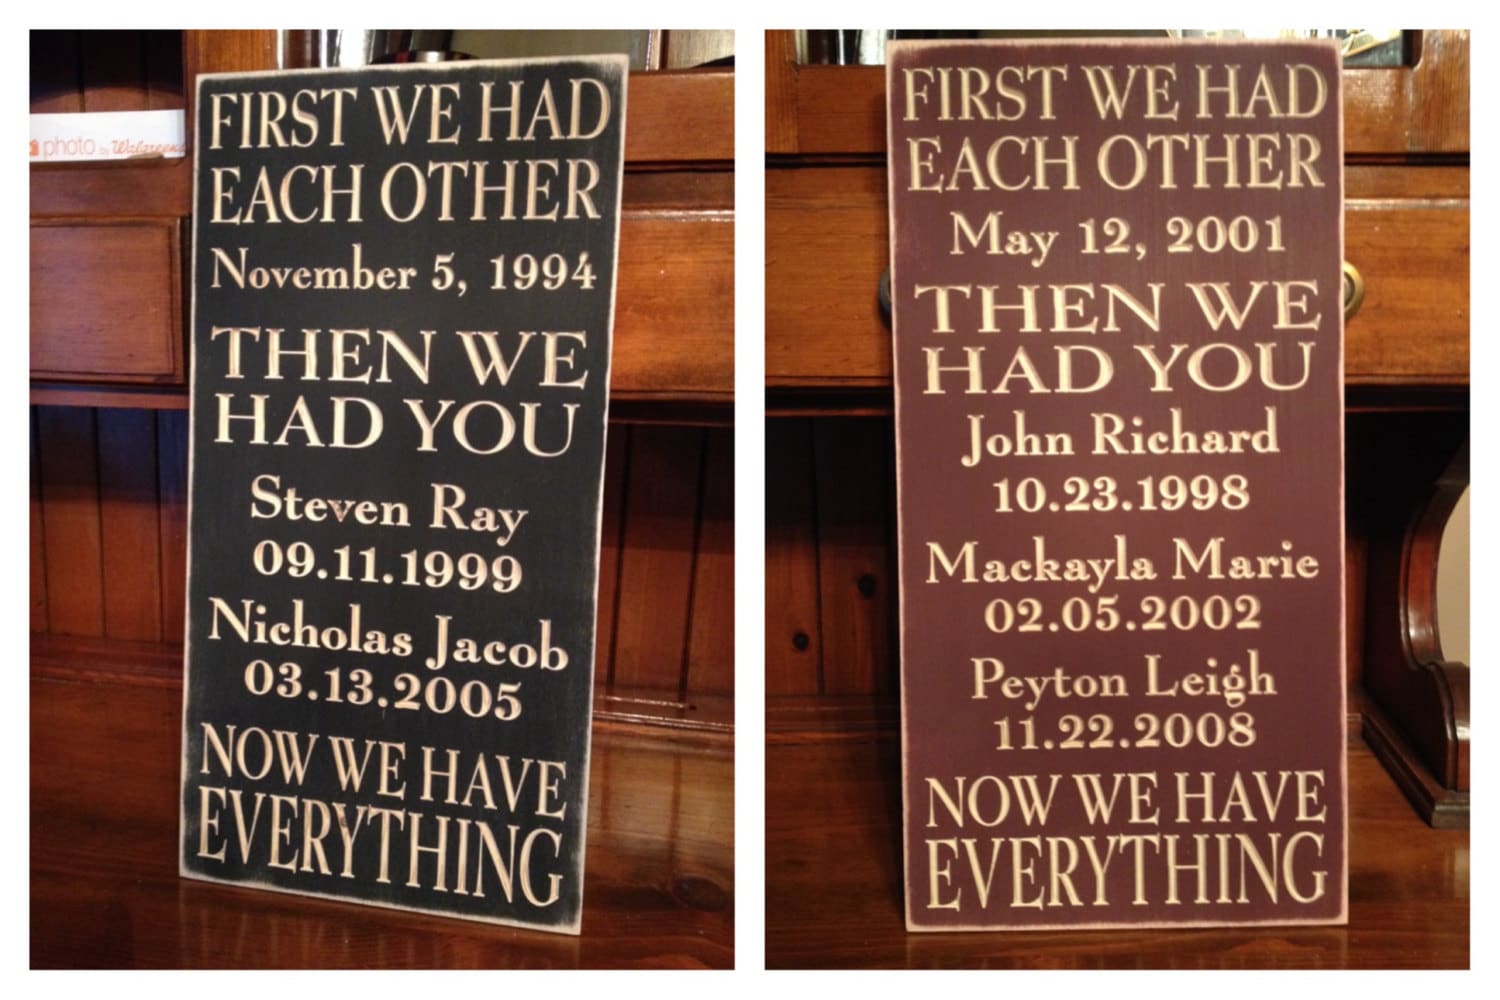 photo by Walgreens
FIRST WE HAD
EACH OTHER
November 5, 1994
THEN WE
HAD YOU
Steven Ray
09.11.1999
Nicholas Jacob
03.13.2005
NOW WE HAVE
EVERYTHING
FIRST WE HAD
EACH OTHER
May 12, 2001
THEN WE
HAD YOU
John Richard
10.23.1998
Mackayla Marie
02.05.2002
Peyton Leigh
11.22.2008
NOW WE HAVE
EVERYTHING